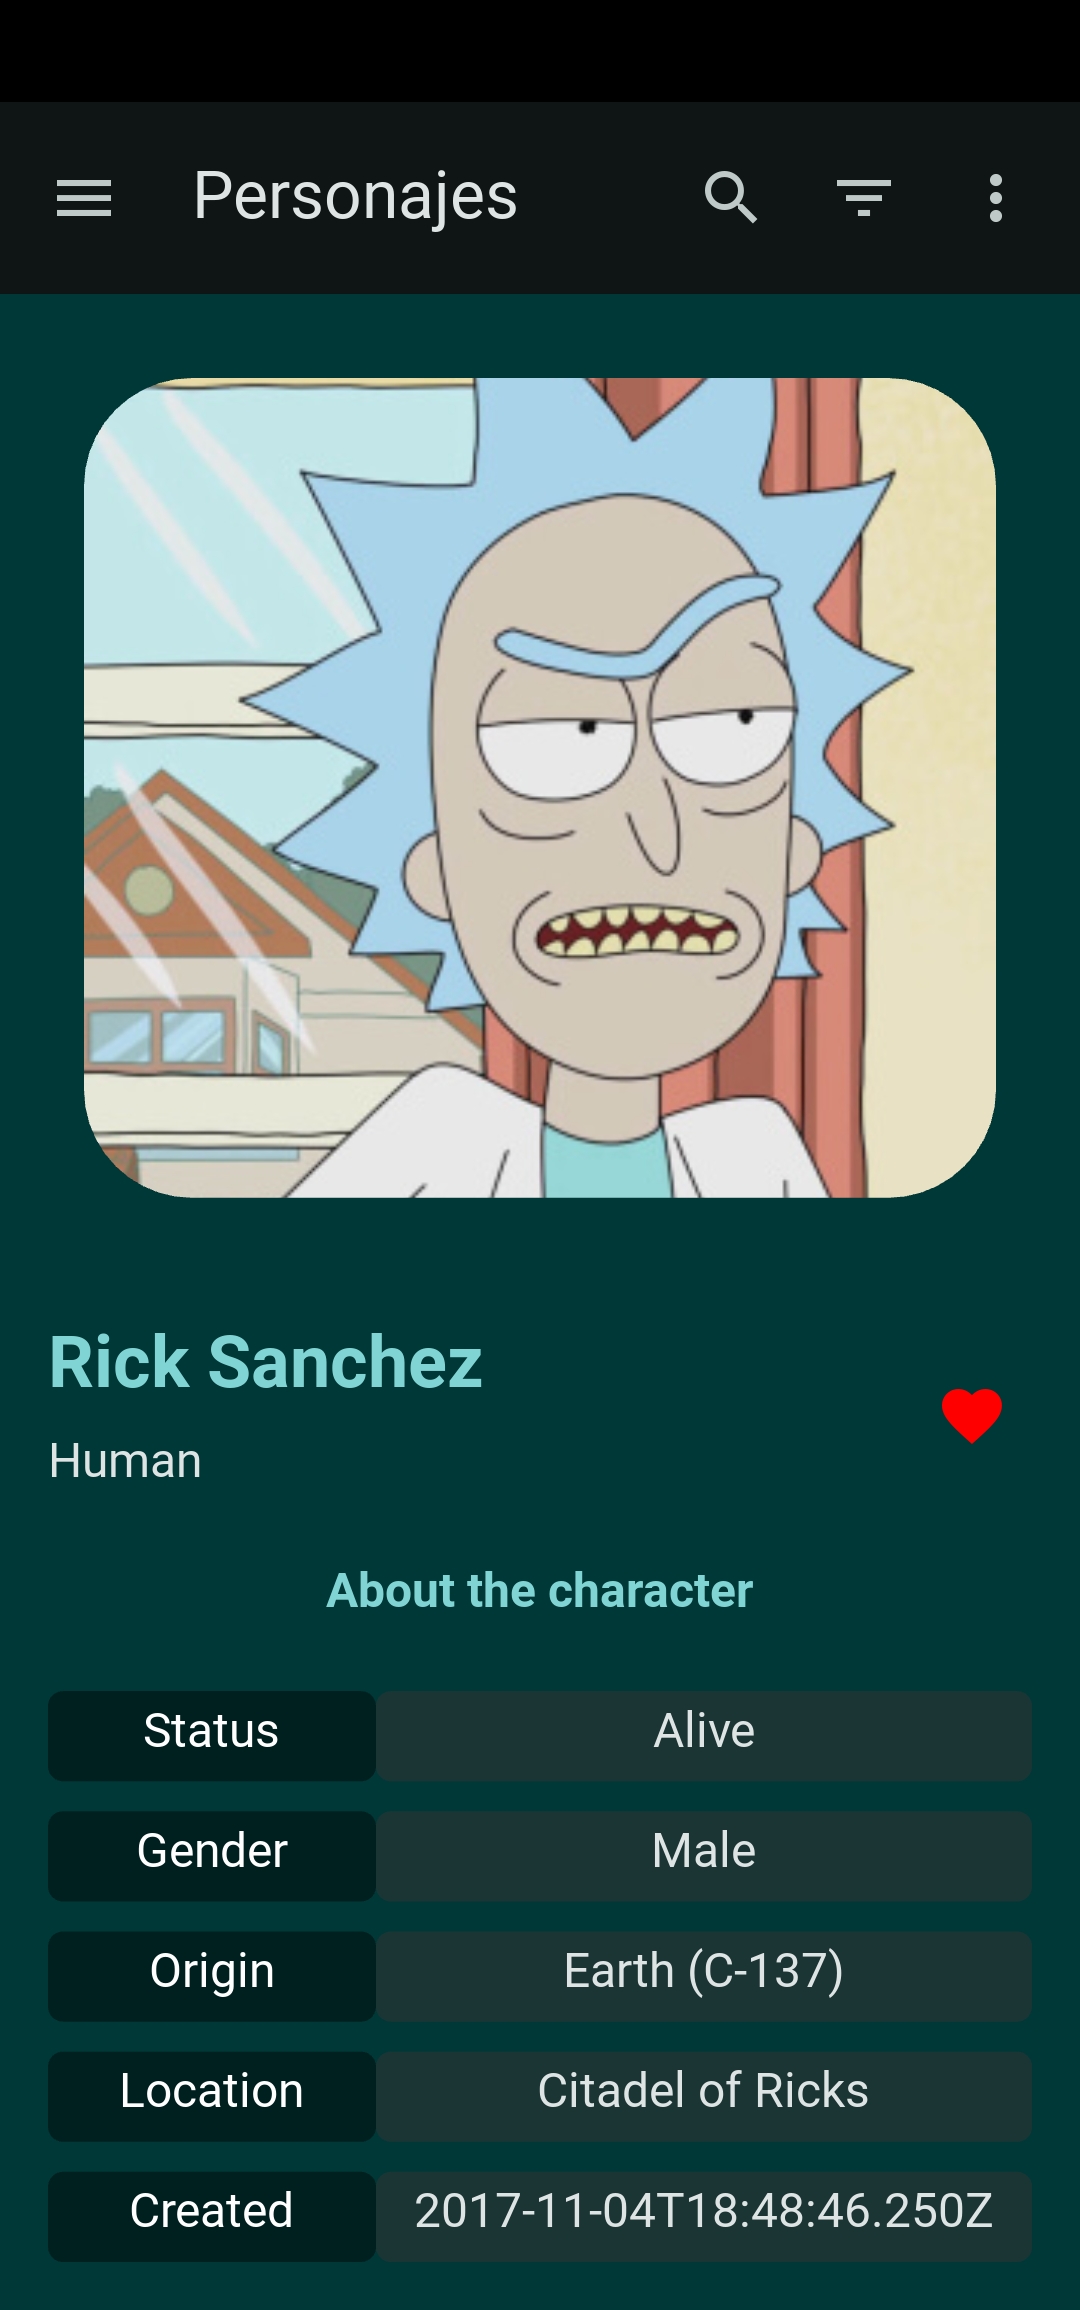 Personajes
Rick Sanchez
Human
About the character
Status Alive
Gender Male
Origin Earth (C-137)
Location Citadel of Ricks
Created 2017-11-04T18:48:46.250Z